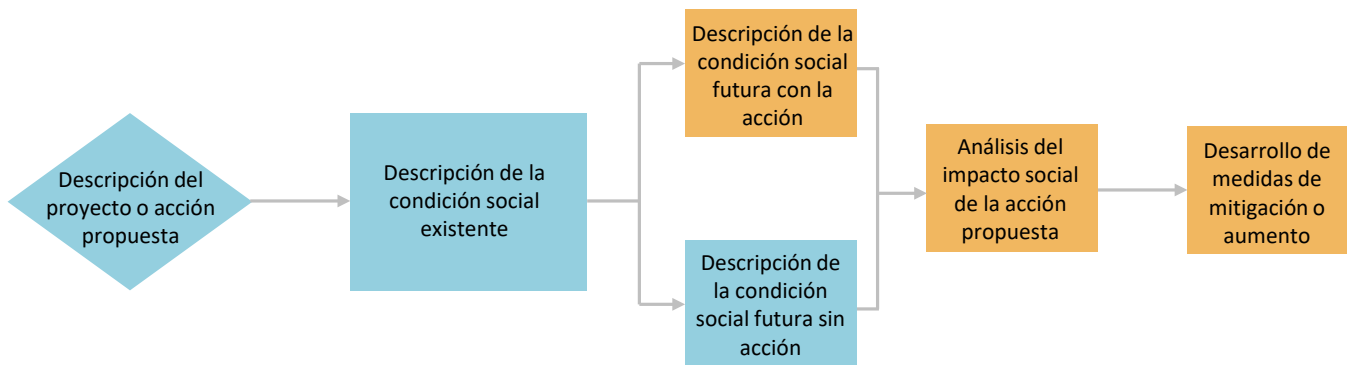 Descripción del
proyecto o acción
propuesta
Descripción de la
condición social
existente
Descripción de la
condición social
futura con la
acción
Descripción de
la condición
social futura sin
acción
Análisis del
impacto social
de la acción
propuesta
Desarrollo de
medidas de
mitigación o
aumento